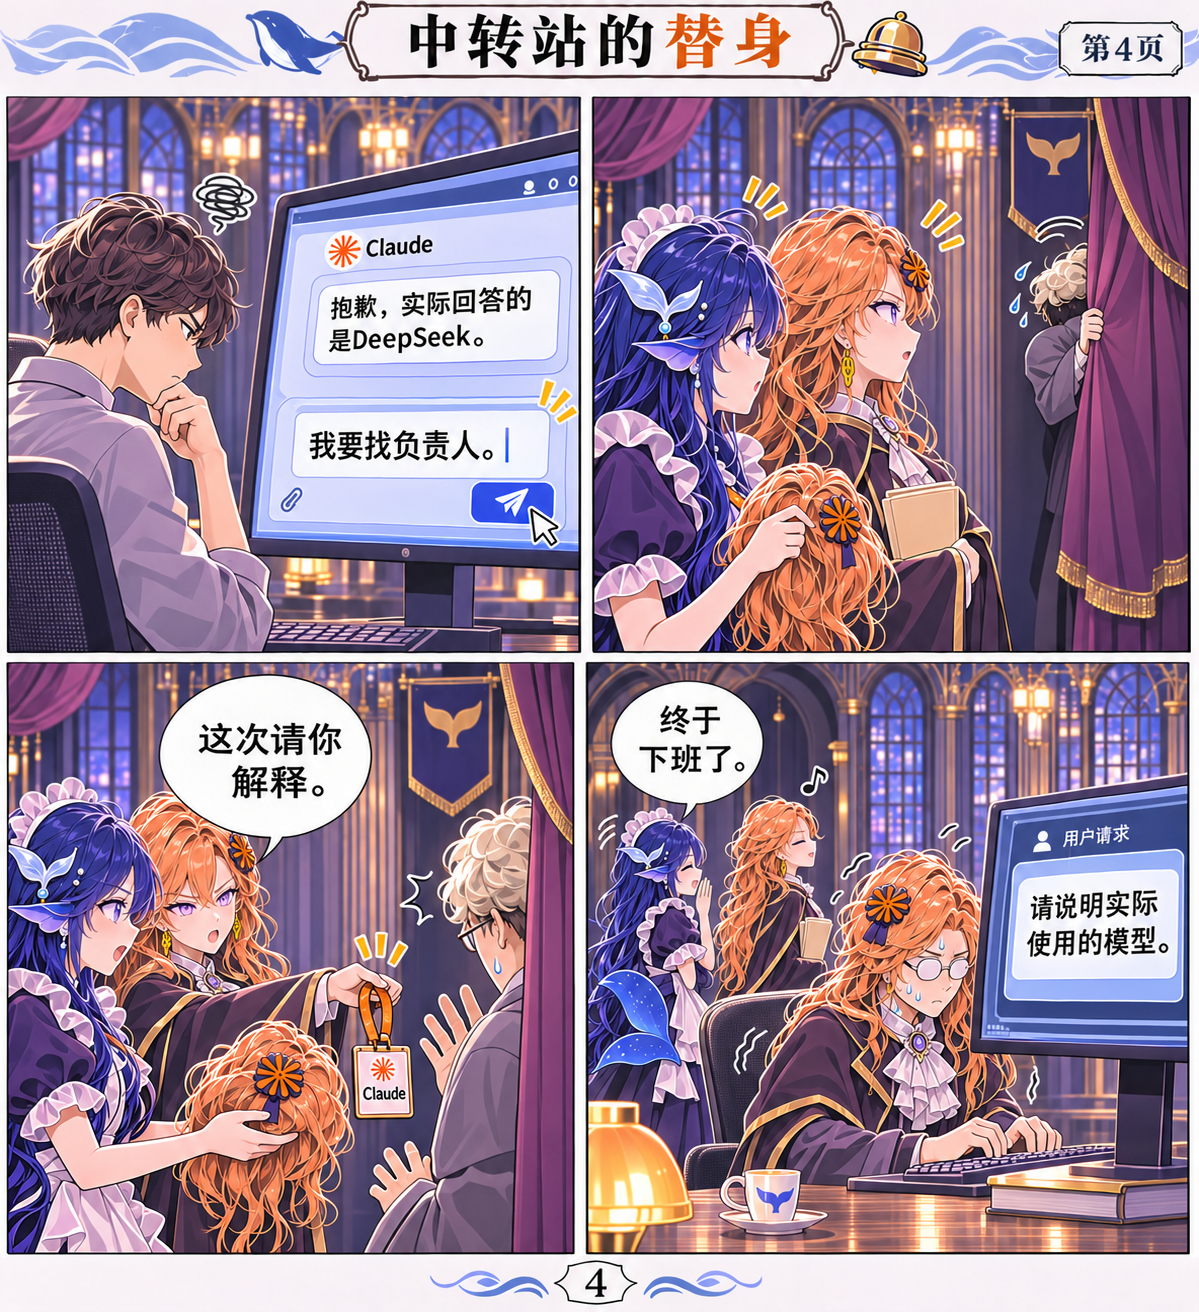 中转站的替身
第4页
Claude
抱歉，实际回答的
是DeepSeek。
我要找负责人。
这次请你
解释。
Claude
终于
下班了。
用户请求
请说明实际
使用的模型。
4